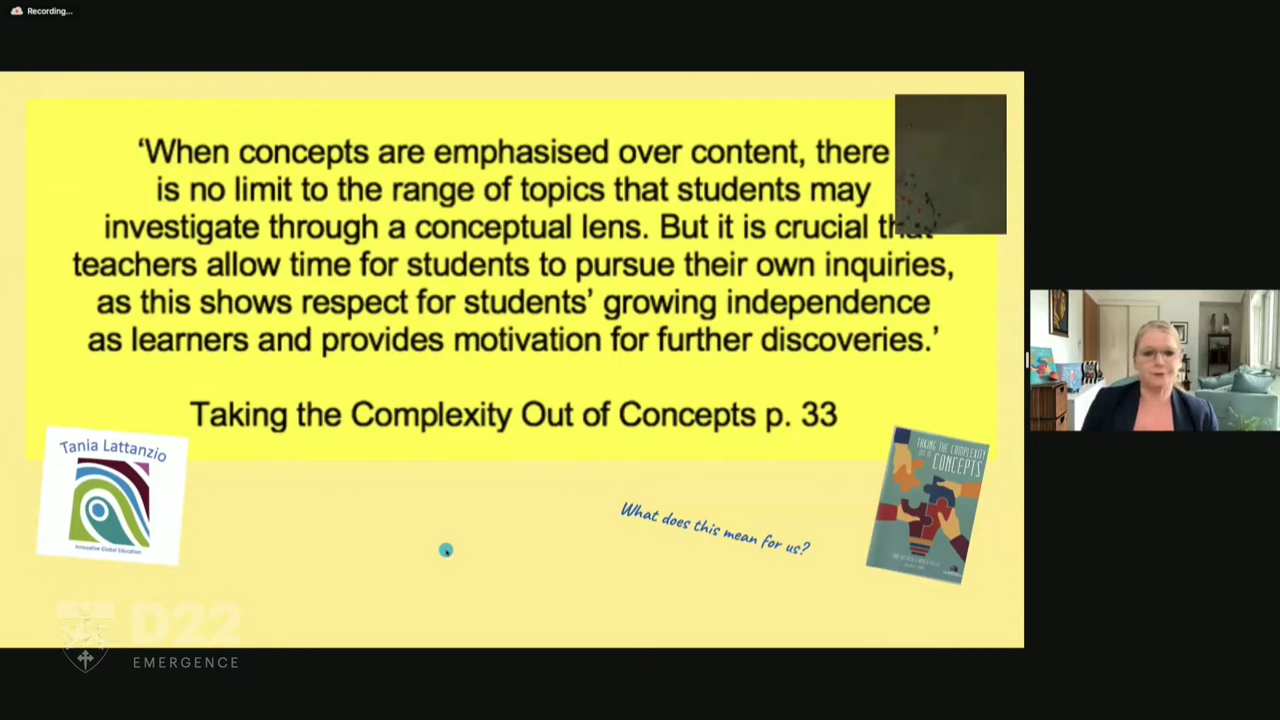 Recording...
‘When concepts are emphasised over content, there
is no limit to the range of topics that students may
investigate through a conceptual lens. But it is crucial that
teachers allow time for students to pursue their own inquiries,
as this shows respect for students’ growing independence
as learners and provides motivation for further discoveries.’
Taking the Complexity Out of Concepts p. 33
Tania Lattanzio
Innovative Global Education
What does this mean for us?
TAKING THE COMPLEXITY
OUT OF CONCEPTS
D22
EMERGENCE